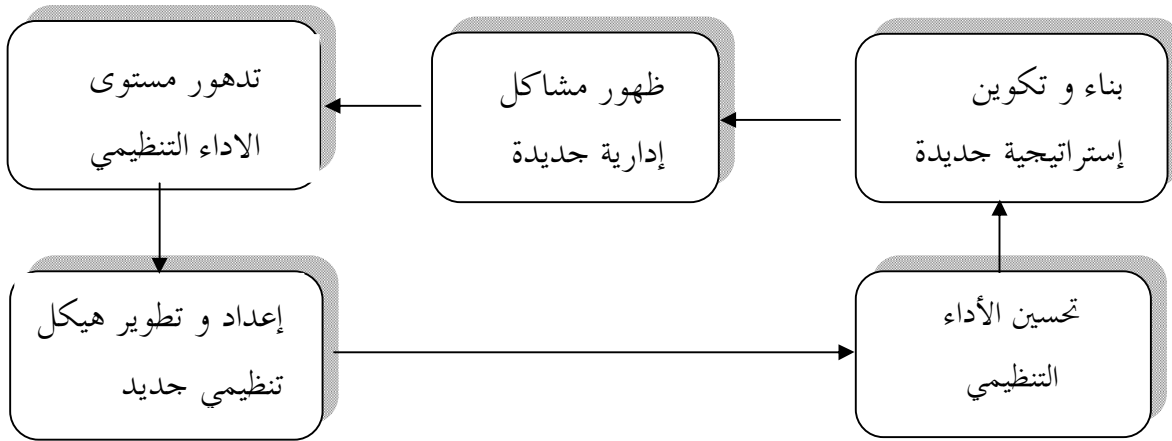 بناء و تكوين
إستراتيجية جديدة
ظهور مشاكل
إدارية جديدة
تدهور مستوى
الاداء التنظيمي
إعداد و تطوير هيكل
تنظيمي جديد
تحسين الأداء
التنظيمي